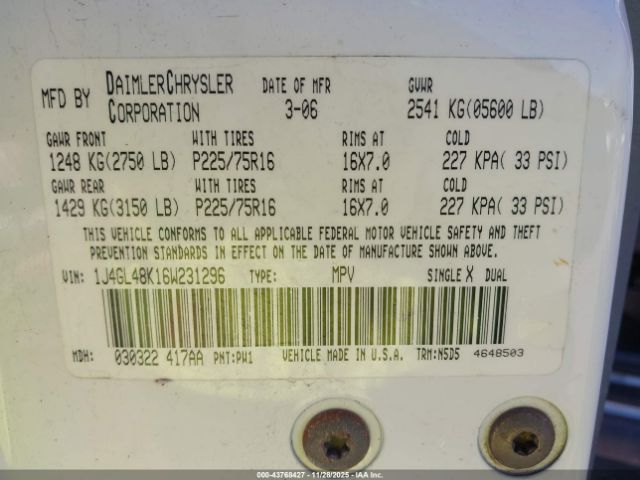 MFD BY DAIMLERCHRYSLER CORPORATION DATE OF MFR 3-06 GVWR 2541 KG(05600 LB)
GAWR FRONT WITH TIRES RIMS AT COLD
1248 KG(2750 LB) P225/75R16 16X7.0 227 KPA( 33 PSI)
GAWR REAR WITH TIRES RIMS AT COLD
1429 KG(3150 LB) P225/75R16 16X7.0 227 KPA( 33 PSI)
THIS VEHICLE CONFORMS TO ALL APPLICABLE FEDERAL MOTOR VEHICLE SAFETY AND THEFT
PREVENTION STANDARDS IN EFFECT ON THE DATE OF MANUFACTURE SHOWN ABOVE.
VIN: 1J4GL48K16W231296 TYPE: MPV SINGLE X DUAL
MDH: 030322 417AA PNT:PW1 VEHICLE MADE IN U.S.A. TRM:N5D5 4648503
000-43768427 - 11/28/2025 - Copyright © 2025 IAA, Inc.